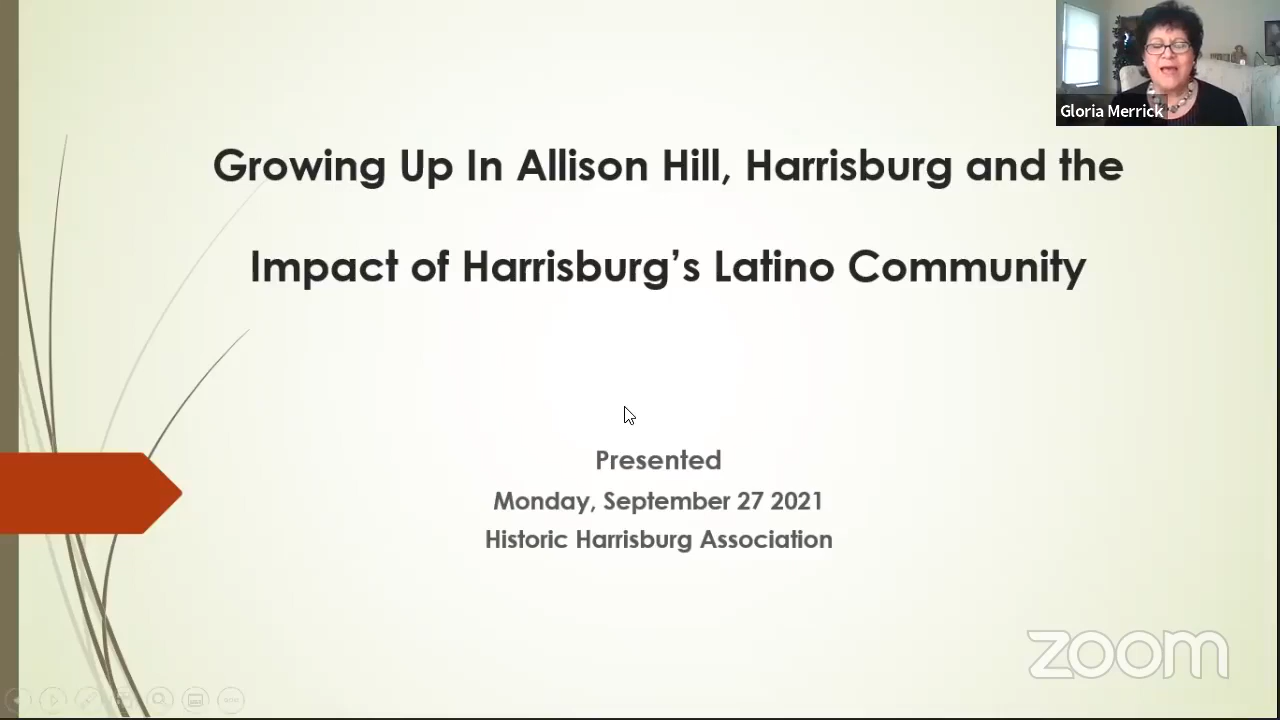 Gloria Merrick
Growing Up In Allison Hill, Harrisburg and the
Impact of Harrisburg’s Latino Community
Presented
Monday, September 27 2021
Historic Harrisburg Association
zoom